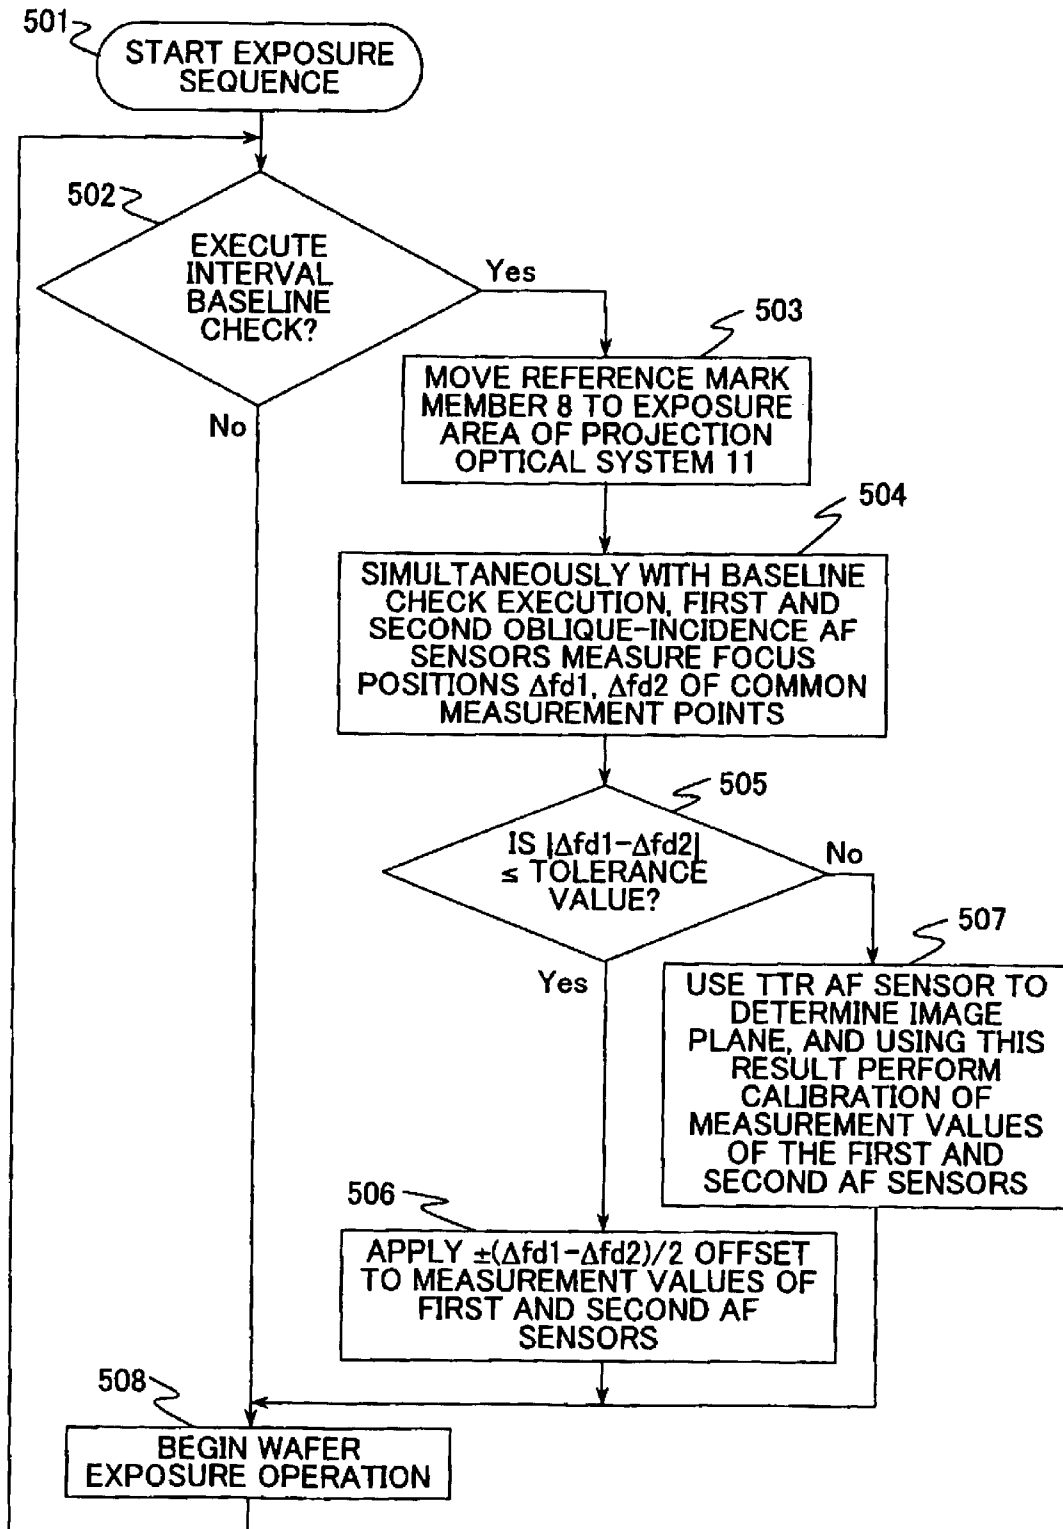 501
START EXPOSURE
SEQUENCE
502
EXECUTE
INTERVAL
BASELINE
CHECK?
Yes
No
503
MOVE REFERENCE MARK
MEMBER 8 TO EXPOSURE
AREA OF PROJECTION
OPTICAL SYSTEM 11
504
SIMULTANEOUSLY WITH BASELINE
CHECK EXECUTION, FIRST AND
SECOND OBLIQUE-INCIDENCE AF
SENSORS MEASURE FOCUS
POSITIONS Δfd1, Δfd2 OF COMMON
MEASUREMENT POINTS
505
IS |Δfd1-Δfd2|
≤ TOLERANCE
VALUE?
No
Yes
507
USE TTR AF SENSOR TO
DETERMINE IMAGE
PLANE, AND USING THIS
RESULT PERFORM
CALIBRATION OF
MEASUREMENT VALUES
OF THE FIRST AND
SECOND AF SENSORS
506
APPLY ±(Δfd1-Δfd2)/2 OFFSET
TO MEASUREMENT VALUES OF
FIRST AND SECOND AF
SENSORS
508
BEGIN WAFER
EXPOSURE OPERATION